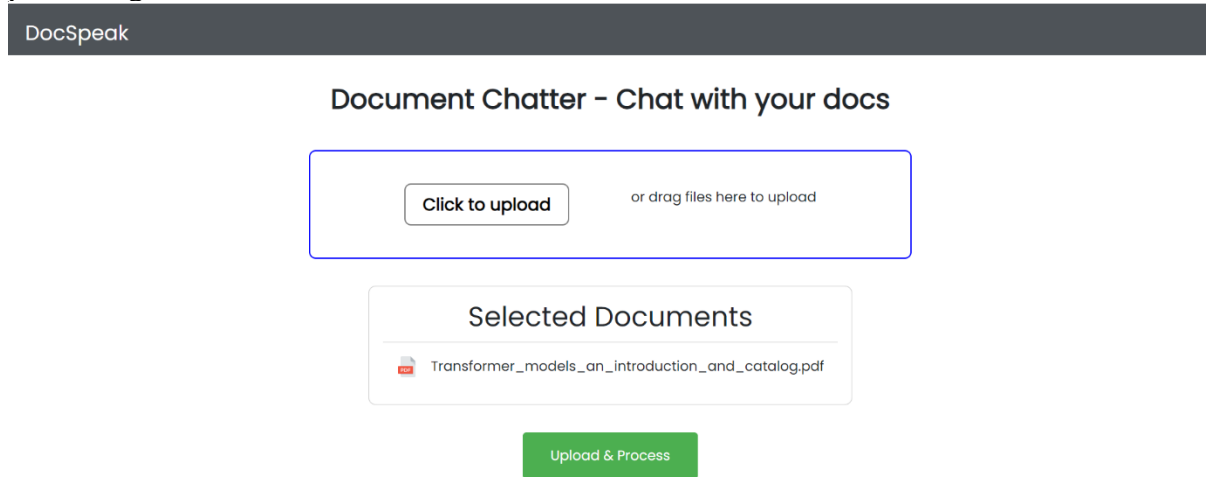 DocSpeak
Document Chatter - Chat with your docs
Click to upload
or drag files here to upload
Selected Documents
PDF
Transformer_models_an_introduction_and_catalog.pdf
Upload & Process